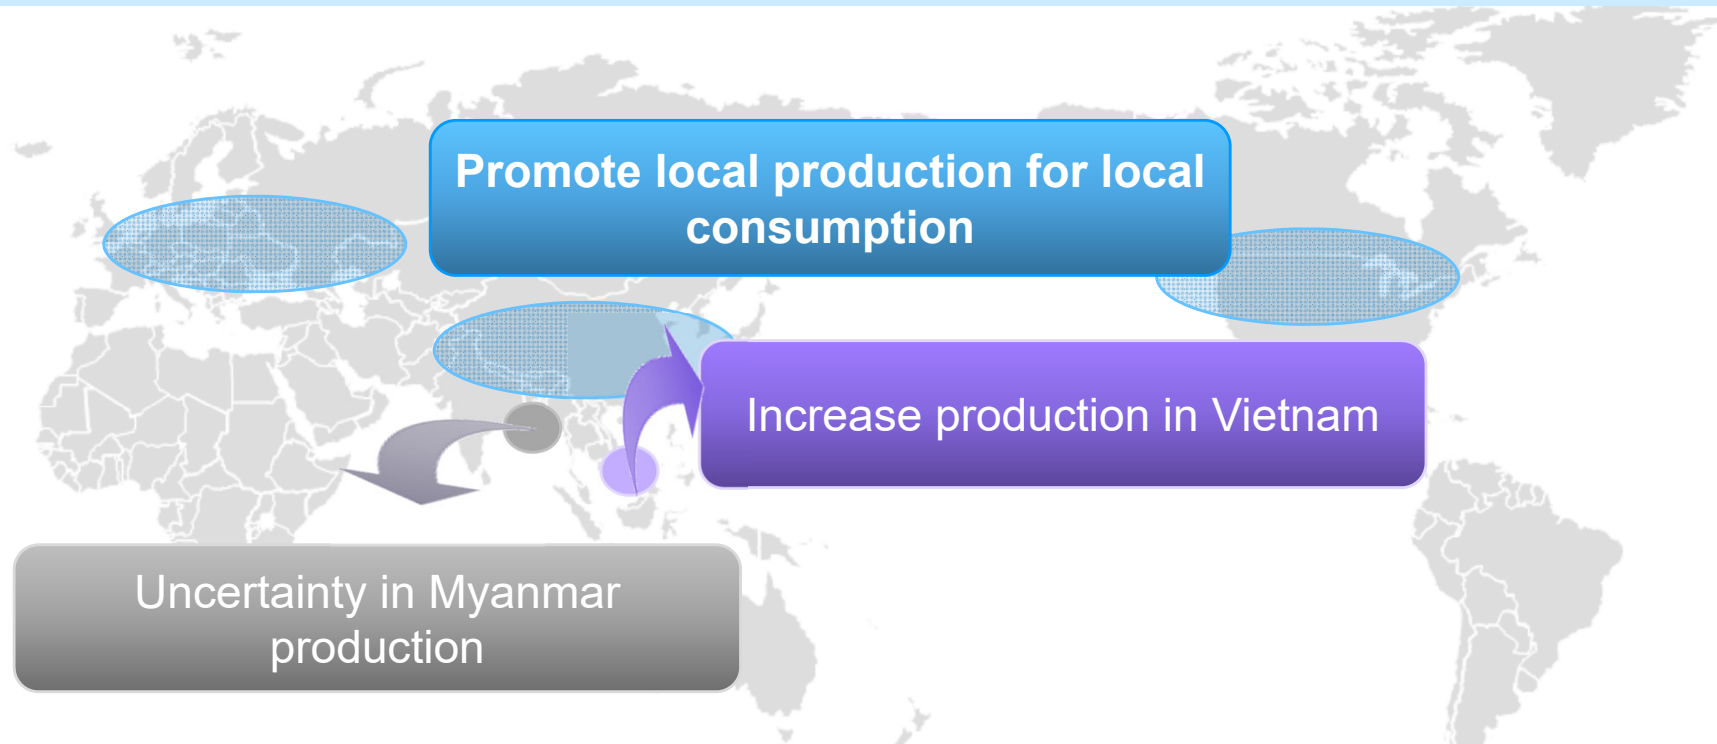 Promote local production for local
consumption
Increase production in Vietnam
Uncertainty in Myanmar
production